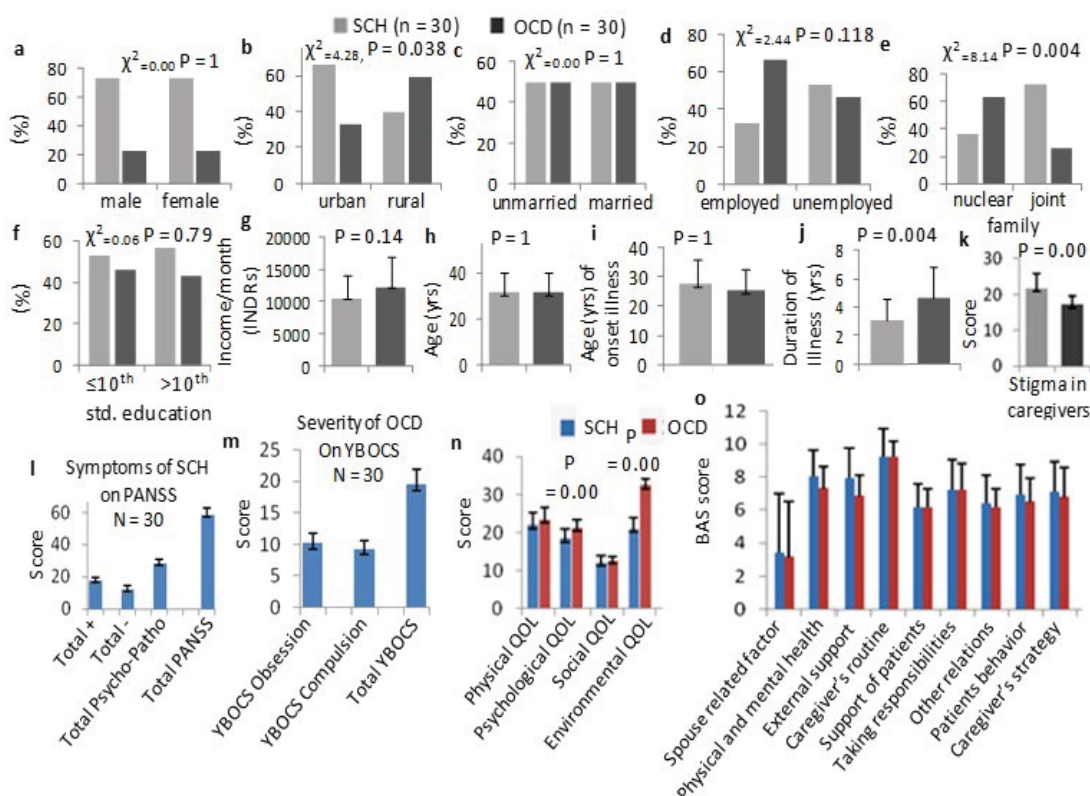 SCH (n = 30) OCD (n = 30)
a
χ²=0.00 P = 1
(%)
80
60
40
20
0
male female
b
χ²=4.28, P = 0.038
(%)
60
40
20
0
urban rural
c
χ²=0.00 P = 1
(%)
60
40
20
0
unmarried married
d
χ²=2.44 P = 0.118
(%)
80
60
40
20
0
employed unemployed
e
χ²=8.14 P = 0.004
(%)
80
60
40
20
0
nuclear joint
family
f
χ²=0.06 P = 0.79
(%)
60
40
20
0
≤10th >10th
std. education
g
P = 0.14
Income/month
(INDRs)
20000
15000
10000
5000
0
h
P = 1
Age (yrs)
60
40
20
0
i
P = 1
Age (yrs) of
onset illness
40
30
20
10
0
j
P = 0.004
Duration of
illness (yrs)
8
6
4
2
0
k
P = 0.00
Score
30
20
10
0
Stigma in
caregivers
l
Symptoms of SCH
on PANSS
N = 30
Score
60
40
20
0
Total +
Total -
Total Psycho-Patho
Total PANSS
m
Severity of OCD
On YBOCS
N = 30
Score
25
20
15
10
5
0
YBOCS Obsession
YBOCS Compulsion
Total YBOCS
n
SCH OCD
P
= 0.00
P
= 0.00
Score
40
30
20
10
0
Physical QOL
Psychological QOL
Social QOL
Environmental QOL
o
BAS score
12
10
8
6
4
2
0
Spouse related factor
Physical and mental health
External support
Caregiver's routine
Support of patients
Taking responsibilities
Other relations
Patients behavior
Caregiver's strategy